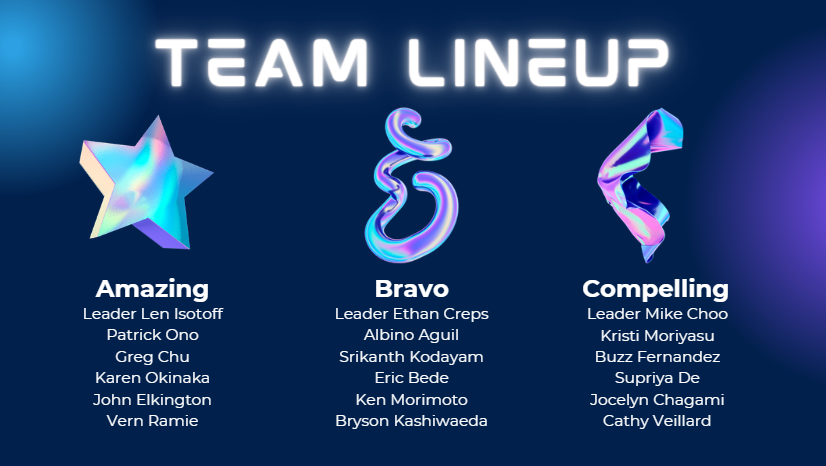 TEAM LINEUP
Amazing
Leader Len Isotoff
Patrick Ono
Greg Chu
Karen Okinaka
John Elkington
Vern Ramie
Bravo
Leader Ethan Creps
Albino Aguil
Srikanth Kodayam
Eric Bede
Ken Morimoto
Bryson Kashiwaeda
Compelling
Leader Mike Choo
Kristi Moriyasu
Buzz Fernandez
Supriya De
Jocelyn Chagami
Cathy Veillard